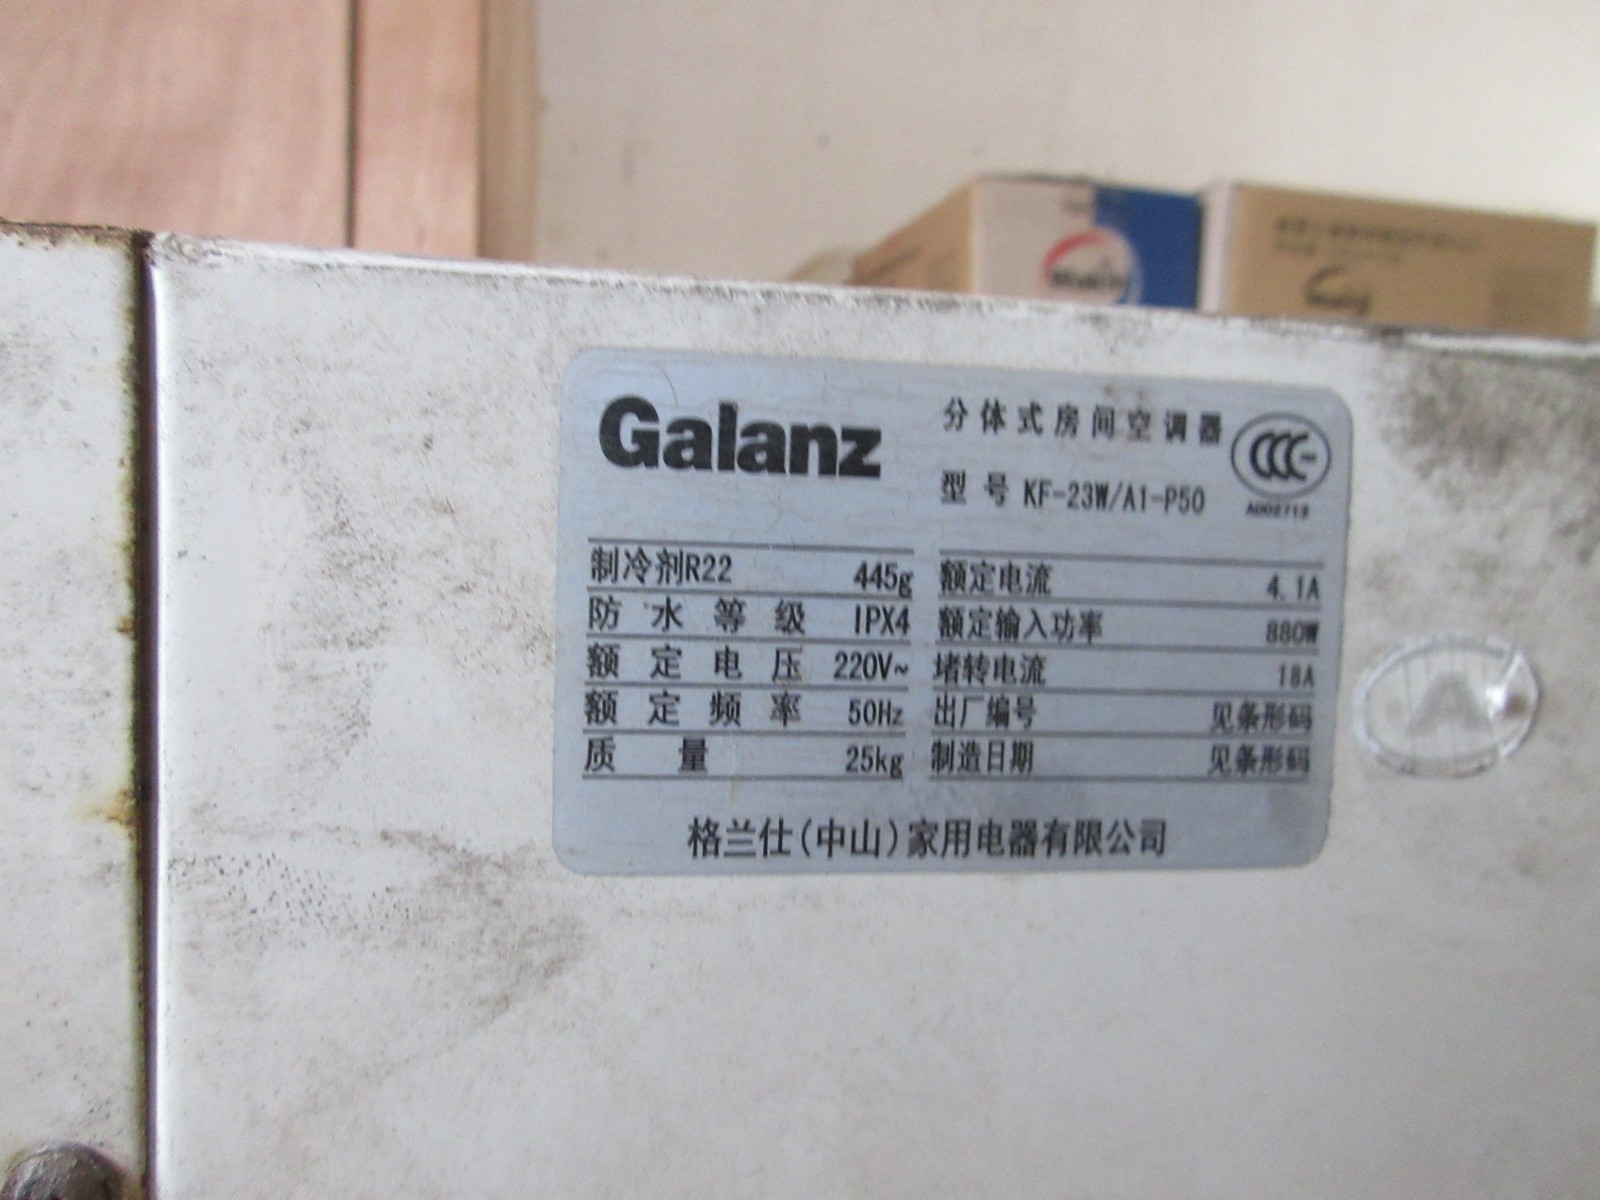 Galanz
分体式房间空调器
型号 KF-23W/A1-P50
CCC
A002713
制冷剂R22 445g
防水等级 IPX4
额定电压 220V~
额定频率 50Hz
质量 25kg
额定电流 4.1A
额定输入功率 880W
堵转电流 18A
出厂编号 见条形码
制造日期 见条形码
格兰仕(中山)家用电器有限公司